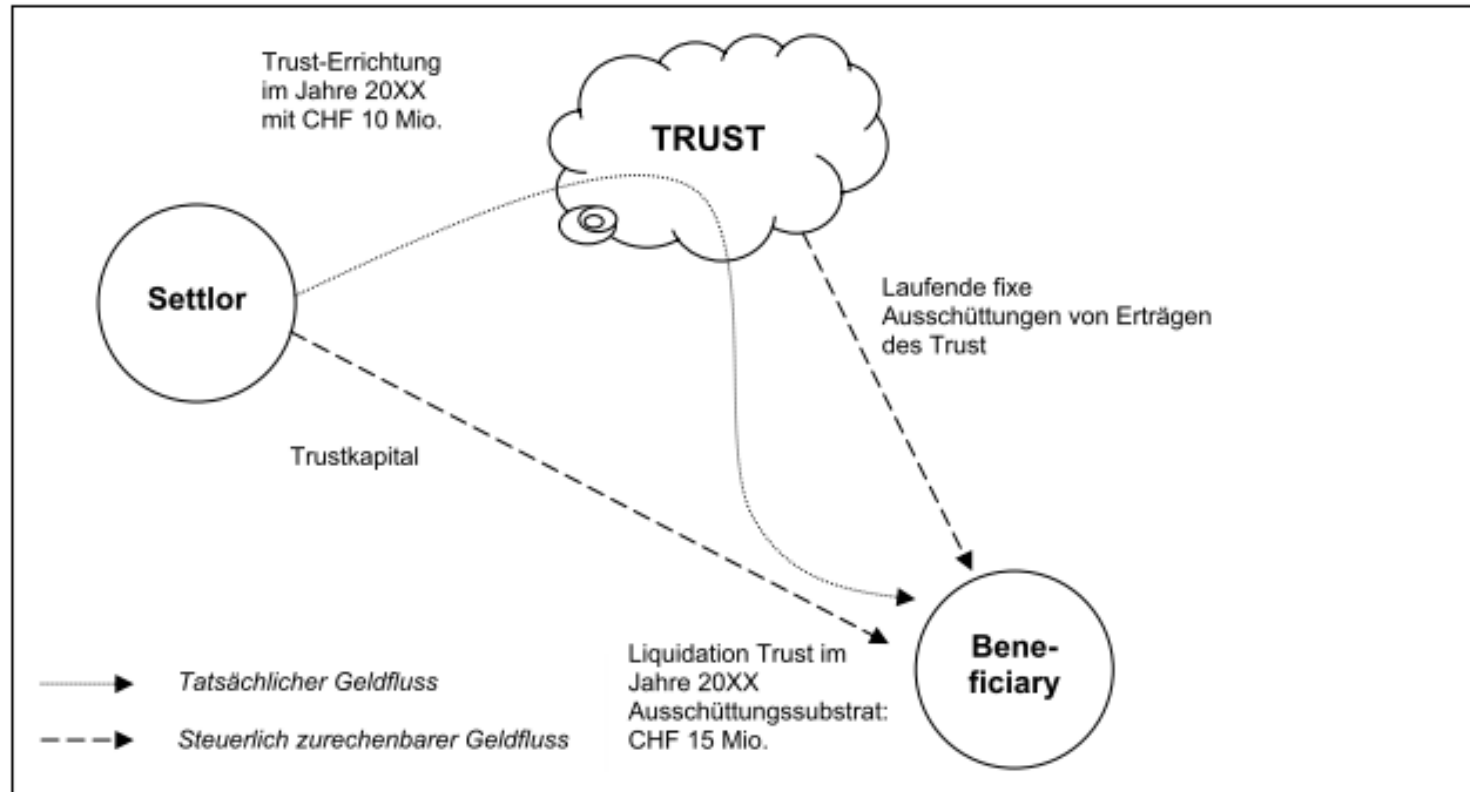 Trust-Errichtung
im Jahre 20XX
mit CHF 10 Mio.
TRUST
Settlor
Laufende fixe
Ausschüttungen von Erträgen
des Trust
Trustkapital
Liquidation Trust im
Jahre 20XX
Ausschüttungssubstrat:
CHF 15 Mio.
Bene-
ficiary
Tatsächlicher Geldfluss
Steuerlich zurechenbarer Geldfluss